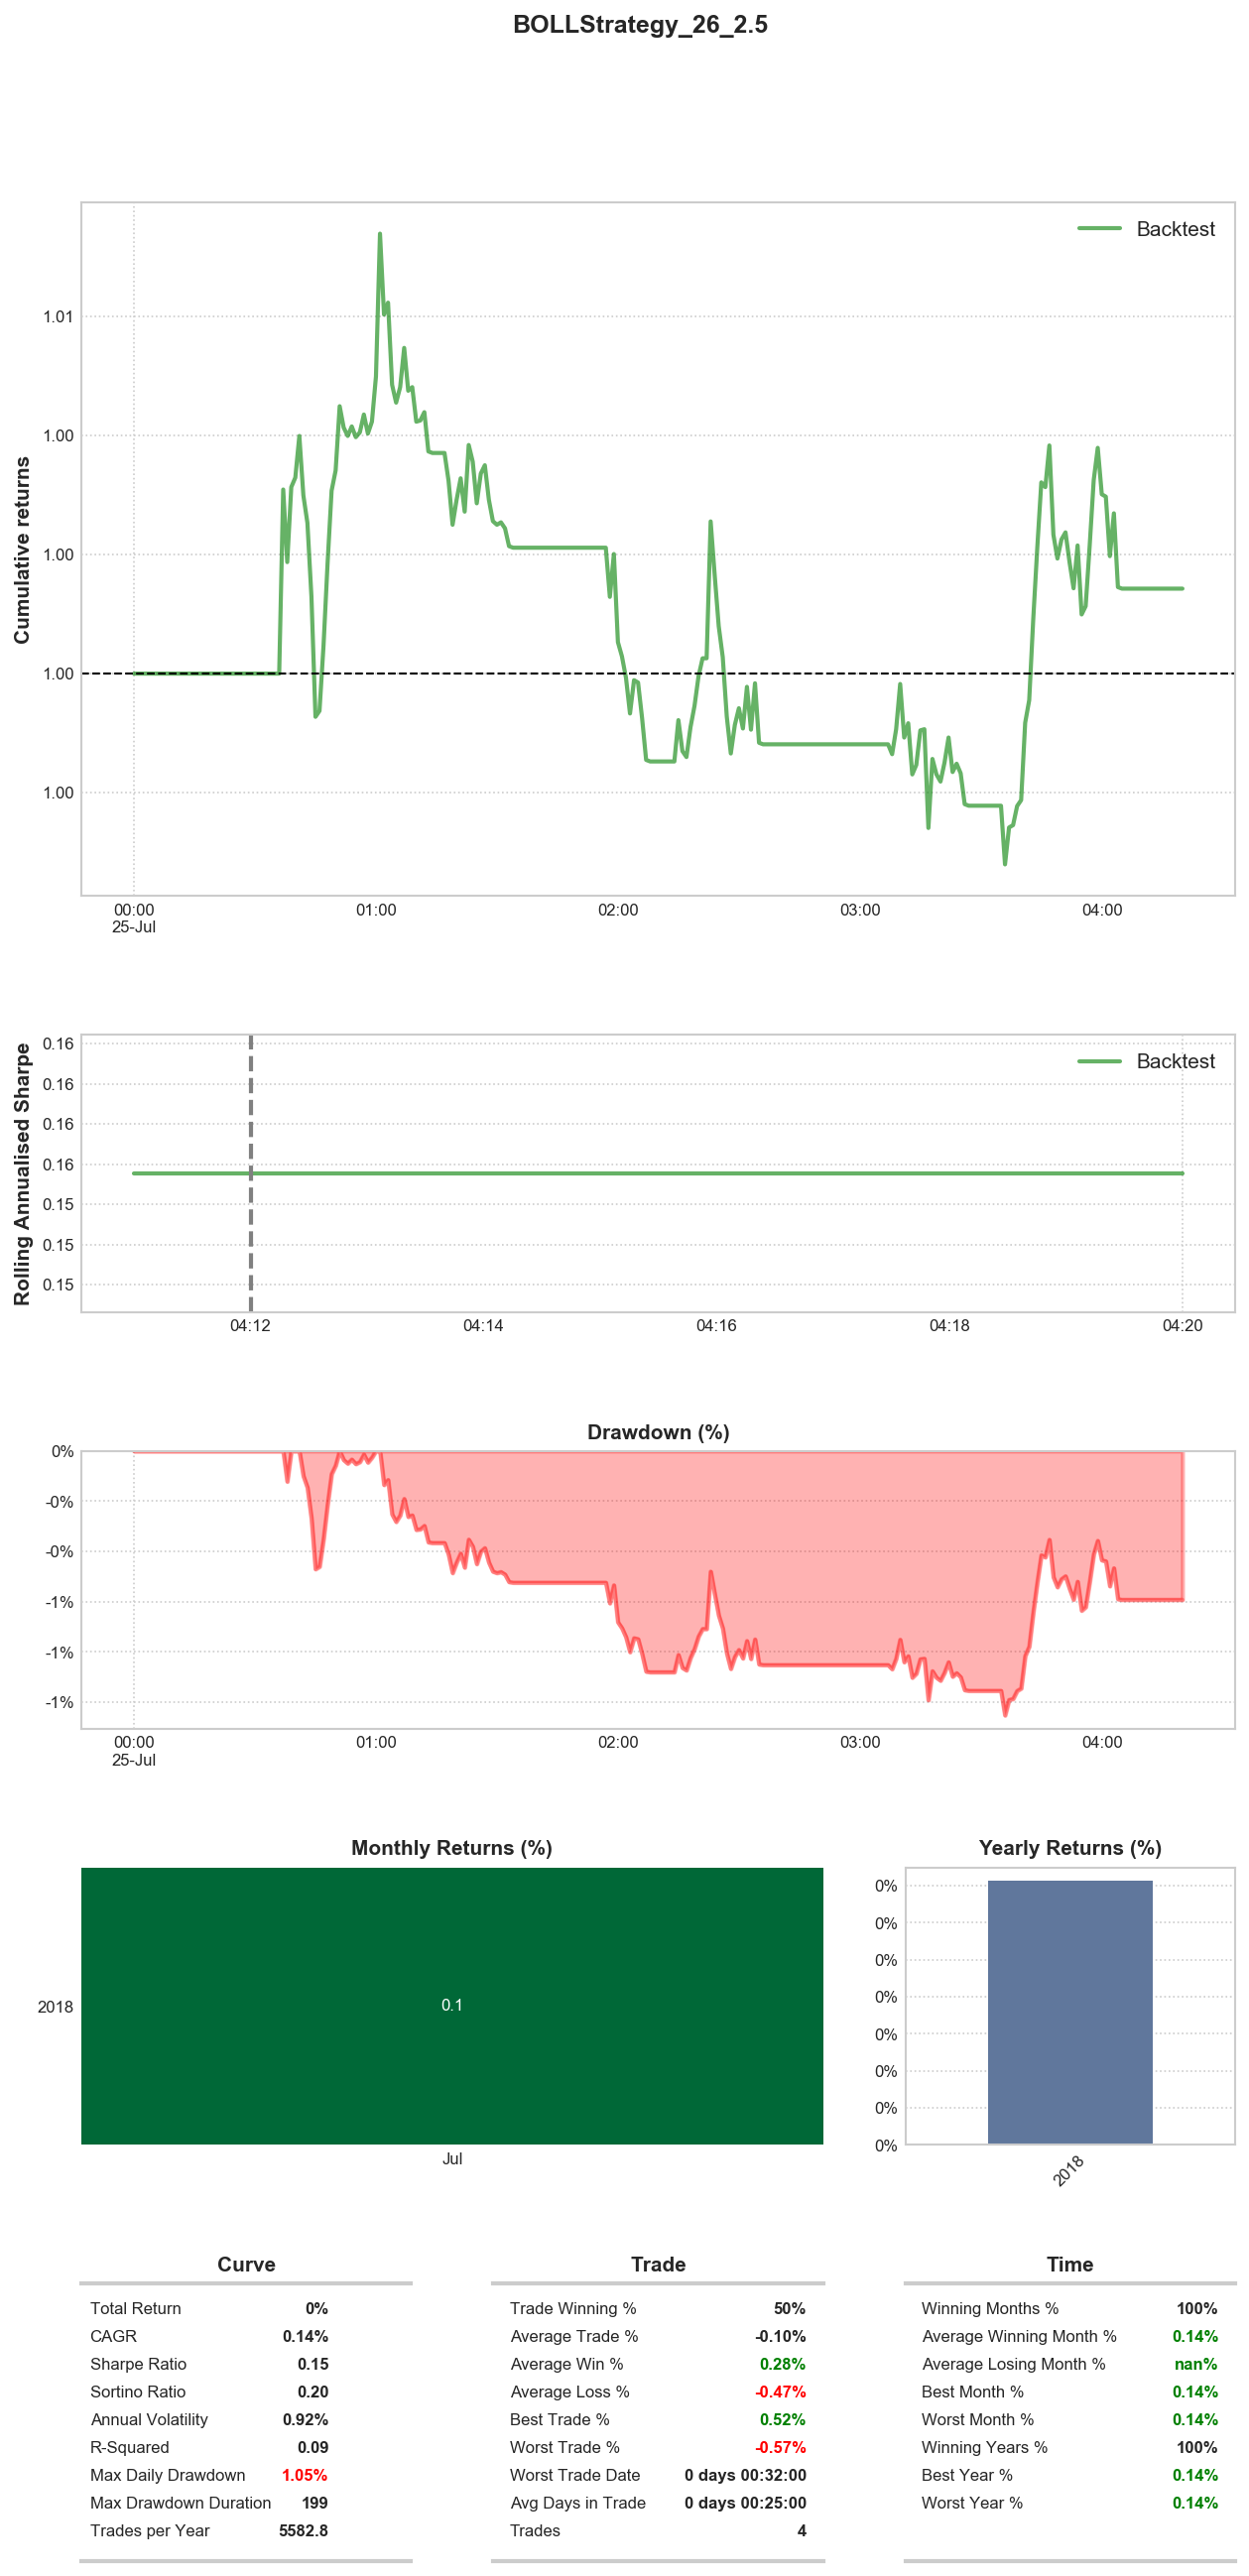 BOLLStrategy_26_2.5
Backtest
Cumulative returns
1.01
1.00
1.00
1.00
1.00
00:00 01:00 02:00 03:00 04:00
25-Jul
Backtest
Rolling Annualised Sharpe
0.16
0.16
0.16
0.16
0.15
0.15
0.15
04:12 04:14 04:16 04:18 04:20
Drawdown (%)
0%
-0%
-0%
-1%
-1%
-1%
00:00 01:00 02:00 03:00 04:00
25-Jul
Monthly Returns (%)
2018
0.1
Jul
Yearly Returns (%)
0%
0%
0%
0%
0%
0%
0%
0%
2018
Curve
Total Return 0%
CAGR 0.14%
Sharpe Ratio 0.15
Sortino Ratio 0.20
Annual Volatility 0.92%
R-Squared 0.09
Max Daily Drawdown 1.05%
Max Drawdown Duration 199
Trades per Year 5582.8
Trade
Trade Winning % 50%
Average Trade % -0.10%
Average Win % 0.28%
Average Loss % -0.47%
Best Trade % 0.52%
Worst Trade % -0.57%
Worst Trade Date 0 days 00:32:00
Avg Days in Trade 0 days 00:25:00
Trades 4
Time
Winning Months % 100%
Average Winning Month % 0.14%
Average Losing Month % nan%
Best Month % 0.14%
Worst Month % 0.14%
Winning Years % 100%
Best Year % 0.14%
Worst Year % 0.14%